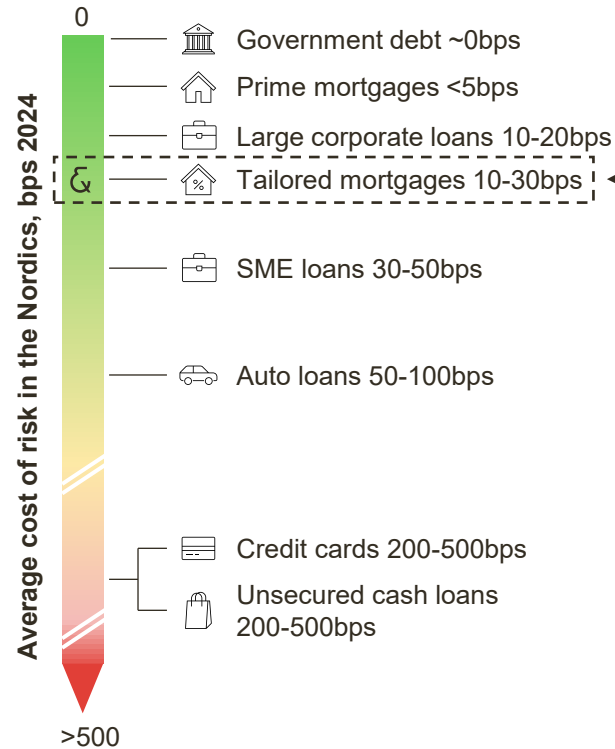 0
Government debt ~0bps
Prime mortgages <5bps
Large corporate loans 10-20bps
Tailored mortgages 10-30bps
%
SME loans 30-50bps
Auto loans 50-100bps
Credit cards 200-500bps
Unsecured cash loans
200-500bps
>500
Average cost of risk in the Nordics, bps 2024